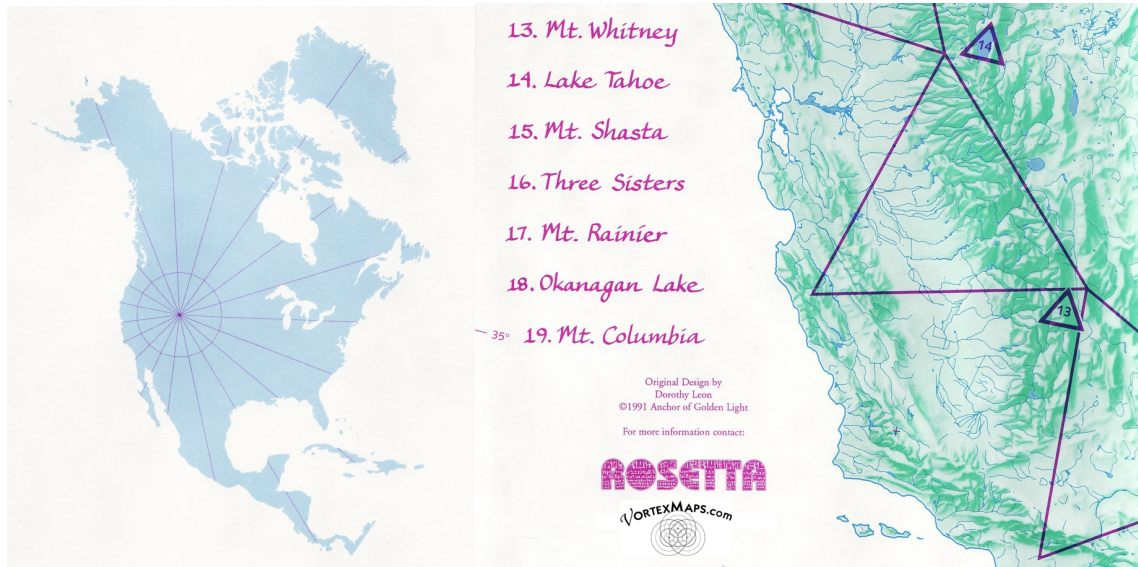 13. Mt. Whitney
14. Lake Tahoe
15. Mt. Shasta
16. Three Sisters
17. Mt. Rainier
18. Okanagan Lake
35° 19. Mt. Columbia
Original Design by
Dorothy Leon
©1991 Anchor of Golden Light
For more information contact:
ROSETTA
VORTEXMAPS.com
14
13